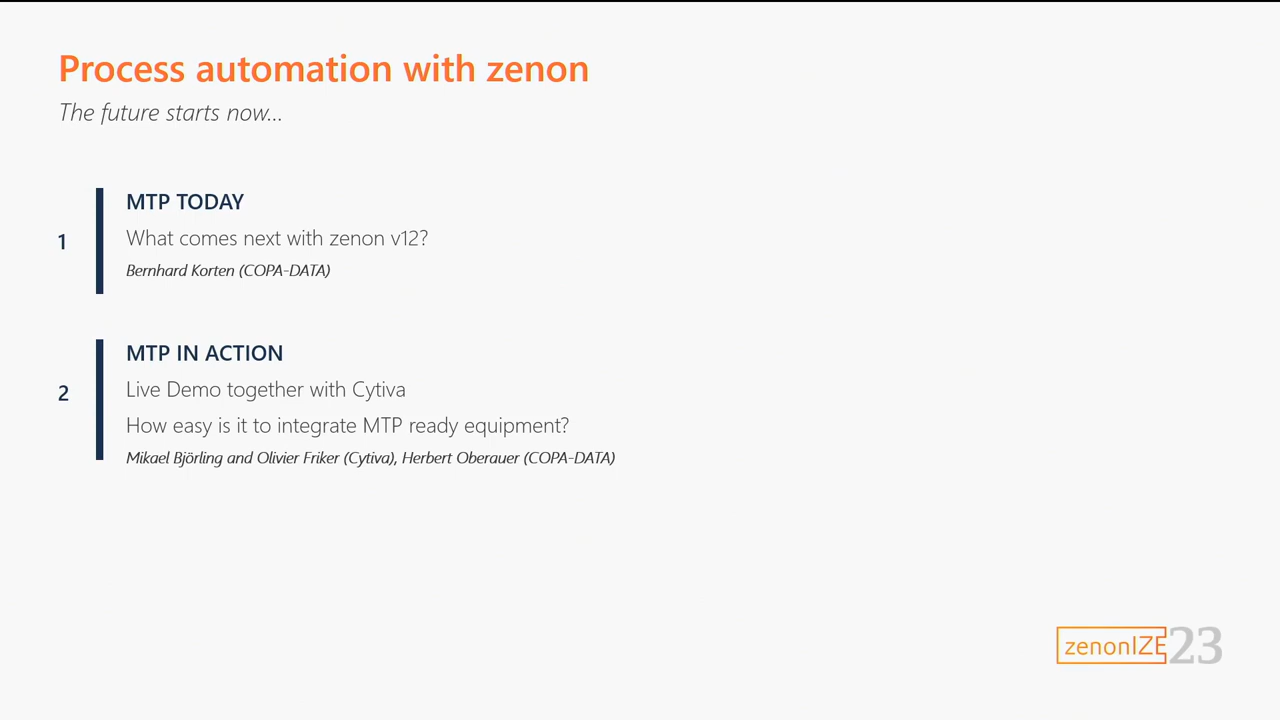 Process automation with zenon
The future starts now...
MTP TODAY
1
What comes next with zenon v12?
Bernhard Korten (COPA-DATA)
MTP IN ACTION
2
Live Demo together with Cytiva
How easy is it to integrate MTP ready equipment?
Mikael Björling and Olivier Friker (Cytiva), Herbert Oberauer (COPA-DATA)
zenonIZE23